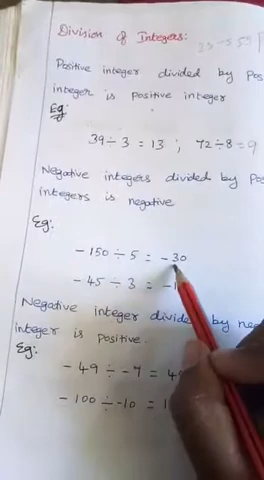 Division of Integers:
Positive integer divided by Pos
integer is positive integer
Eg:
39 ÷ 3 = 13 ; 72 ÷ 8 = 9
Negative integers divided by Pos
integers is negative
Eg:
- 150 ÷ 5 = - 30
- 45 ÷ 3 = - 1
Negative integer divided by neg
integer is positive.
Eg:
- 49 ÷ - 7 = 4
- 100 ÷ - 10 = 1